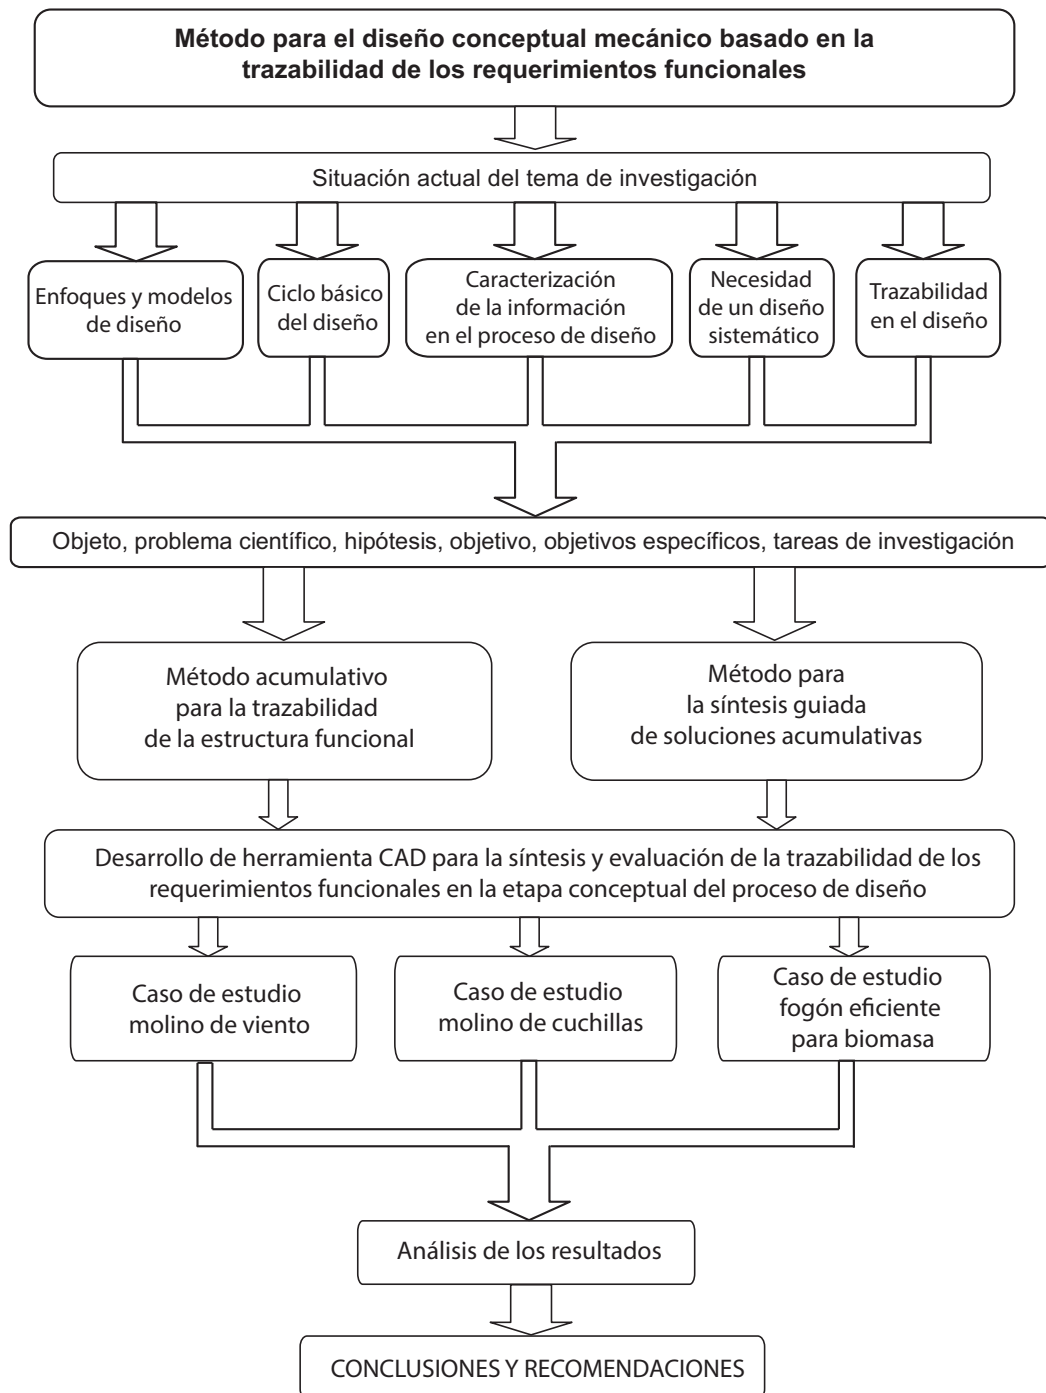 Método para el diseño conceptual mecánico basado en la
trazabilidad de los requerimientos funcionales
Situación actual del tema de investigación
Enfoques y modelos
de diseño
Ciclo básico
del diseño
Caracterización
de la información
en el proceso de diseño
Necesidad
de un diseño
sistemático
Trazabilidad
en el diseño
Objeto, problema científico, hipótesis, objetivo, objetivos específicos, tareas de investigación
Método acumulativo
para la trazabilidad
de la estructura funcional
Método para
la síntesis guiada
de soluciones acumulativas
Desarrollo de herramienta CAD para la síntesis y evaluación de la trazabilidad de los
requerimientos funcionales en la etapa conceptual del proceso de diseño
Caso de estudio
molino de viento
Caso de estudio
molino de cuchillas
Caso de estudio
fogón eficiente
para biomasa
Análisis de los resultados
CONCLUSIONES Y RECOMENDACIONES